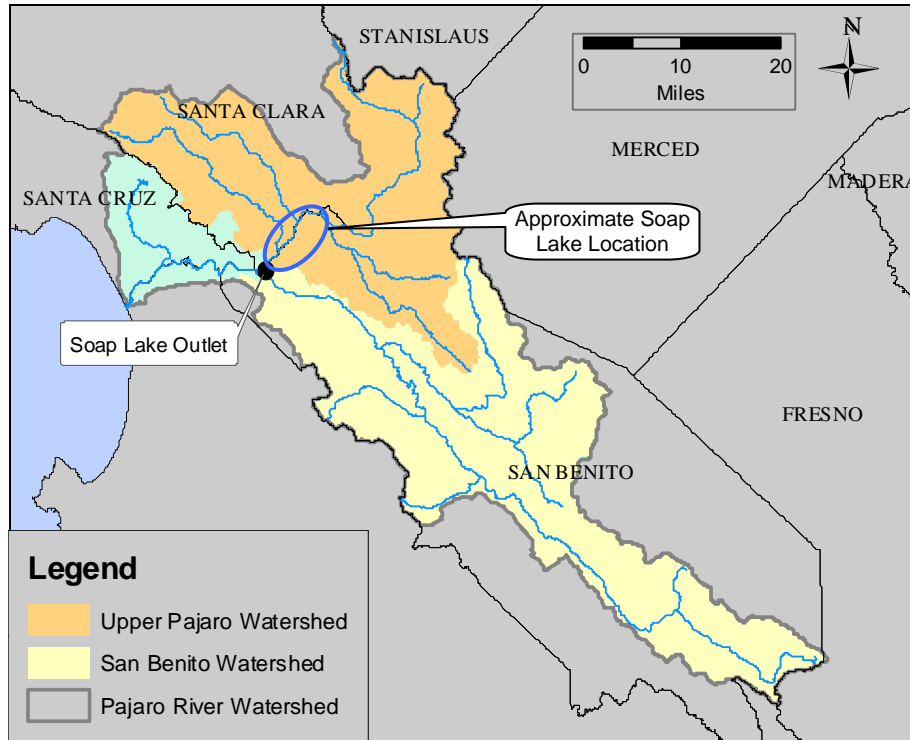 STANISLAUS
N
0 10 20
Miles
SANTA CLARA
MERCED
MADERA
SANTA CRUZ
Approximate Soap
Lake Location
Soap Lake Outlet
FRESNO
SAN BENITO
Legend
Upper Pajaro Watershed
San Benito Watershed
Pajaro River Watershed